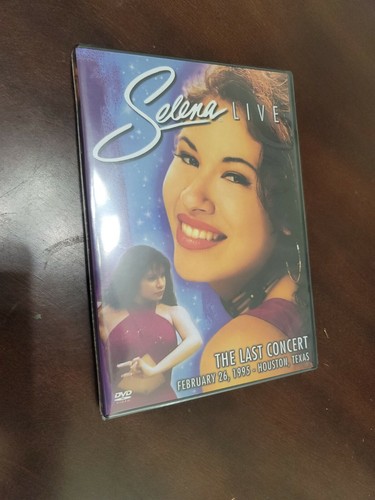 Selena LIVE
THE LAST CONCERT
FEBRUARY 26, 1995 - HOUSTON, TEXAS
DVD